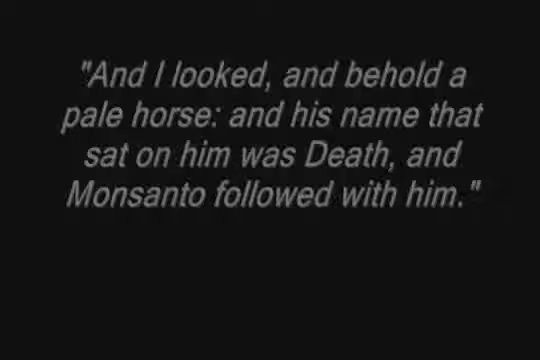 "And I looked, and behold a
pale horse: and his name that
sat on him was Death, and
Monsanto followed with him."